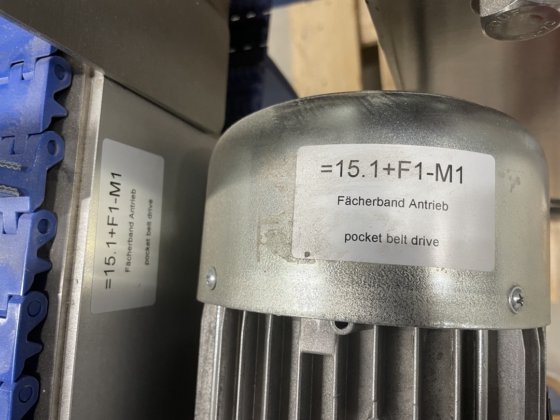 =15.1+F1-M1
Fächerband Antrieb
pocket belt drive
=15.1+F1-M1
Fächerband Antrieb
pocket belt drive